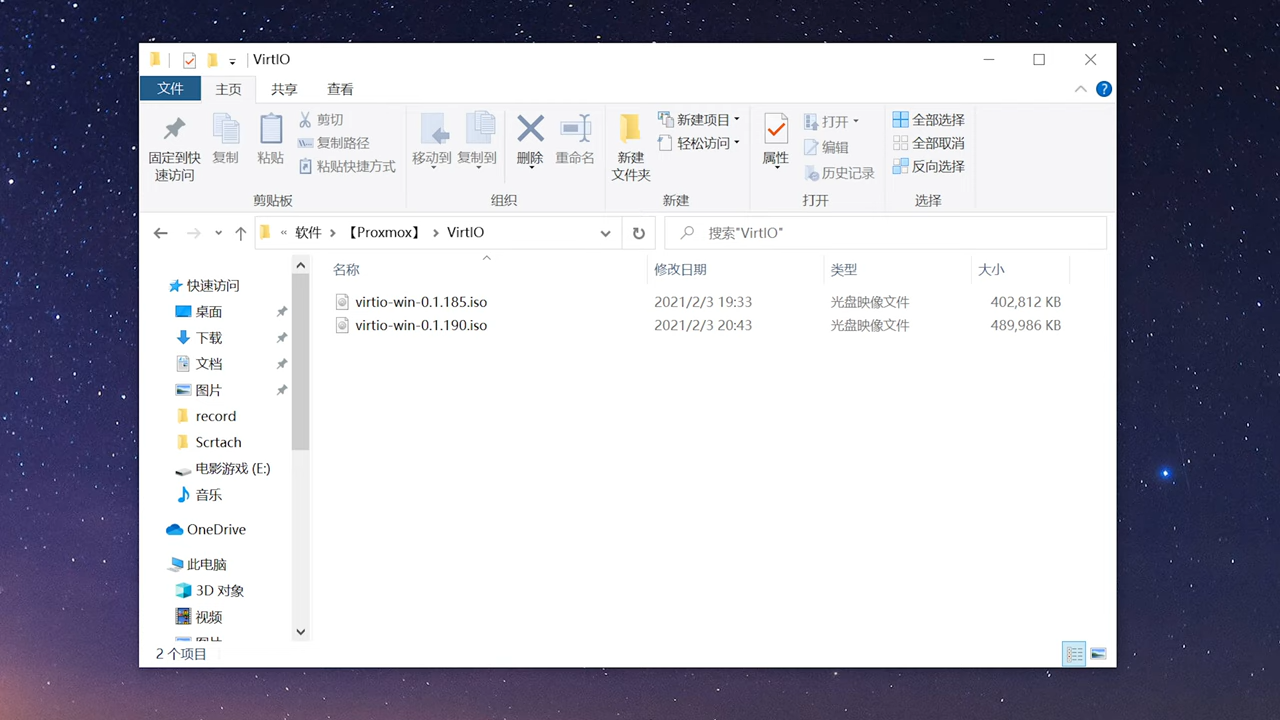 VirtIO
文件 主页 共享 查看
固定到快速访问
复制
粘贴
剪切
复制路径
粘贴快捷方式
剪贴板
移动到
复制到
删除
重命名
组织
新建
文件夹
新建项目
轻松访问
新建
属性
打开
编辑
历史记录
打开
全部选择
全部取消
反向选择
选择
« 软件 > 【Proxmox】 > VirtIO
搜索"VirtIO"
名称 修改日期 类型 大小
virtio-win-0.1.185.iso 2021/2/3 19:33 光盘映像文件 402,812 KB
virtio-win-0.1.190.iso 2021/2/3 20:43 光盘映像文件 489,986 KB
快速访问
桌面
下载
文档
图片
record
Scrtach
电影游戏 (E:)
音乐
OneDrive
此电脑
3D 对象
视频
图片
2 个项目